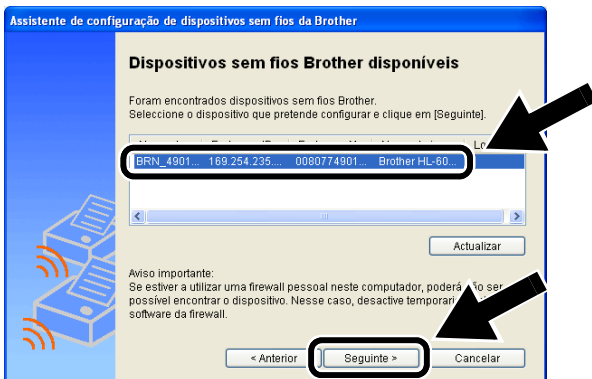 Assistente de configuração de dispositivos sem fios da Brother
Dispositivos sem fios Brother disponíveis
Foram encontrados dispositivos sem fios Brother.
Seleccione o dispositivo que pretende configurar e clique em [Seguinte].
BRN_4901... 169.254.235.... 0080774901... Brother HL-60...
Actualizar
Aviso importante:
Se estiver a utilizar uma firewall pessoal neste computador, poderá ser
possível encontrar o dispositivo. Nesse caso, desactive
software da firewall.
< Anterior Seguinte > Cancelar